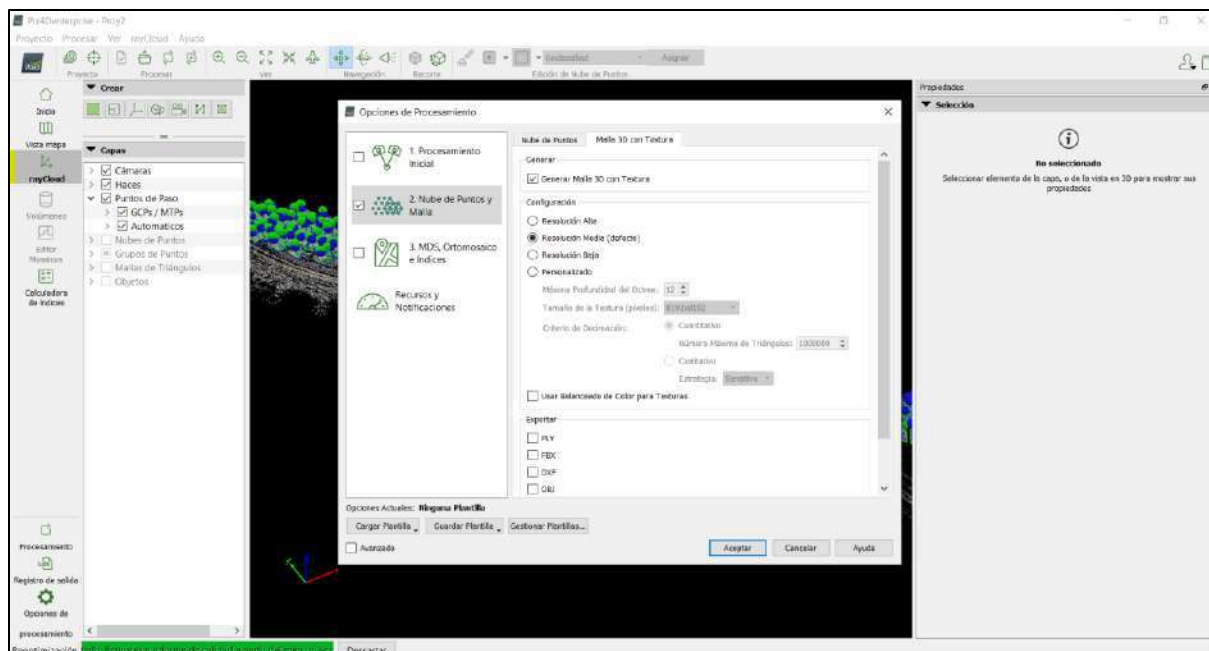 Pix4Denterprise - Proy2
Proyecto Procesar Ver rayCloud Ayuda
Proyecto Procesar Ver Navegación Recorte Edición de Nube de Puntos
Asignar
Inicio
Vista mapa
rayCloud
Volúmenes
Editor
Calculadora
de índices
Procesamiento
Registro de salida
Opciones de
procesamiento
Crear
Capas
Cámaras
Haces
Puntos de Paso
GCPs / MTPs
Automaticos
Nubes de Puntos
Grupos de Puntos
Mallas de Triángulos
Objetos
Opciones de Procesamiento
1. Procesamiento
Inicial
2. Nube de Puntos y
Malla
3. MDS, Ortomosaico
e Indices
Recursos y
Notificaciones
Nube de Puntos Malla 3D con Textura
Generar
Generar Malla 3D con Textura
Configuración
Resolución Alta
Resolución Media (defecto)
Resolución Baja
Personalizado
Máxima Profundidad del Octree: 12
Tamaño de la Textura (píxeles): 8192x8192
Criterio de Decimación: Cuantitativo
Número Máximo de Triángulos: 1000000
Cualitativo
Estrategia: Sensitive
Usar Balanceado de Color para Texturas
Exportar
PLY
FBX
DXF
OBJ
Opciones Actuales: Ninguna Plantilla
Cargar Plantilla Guardar Plantilla Gestionar Plantillas...
Avanzado
Aceptar Cancelar Ayuda
Propiedades
Selección
No seleccionado
Seleccionar elemento de la capa, o de la vista en 3D para mostrar sus
propiedades
Descartar